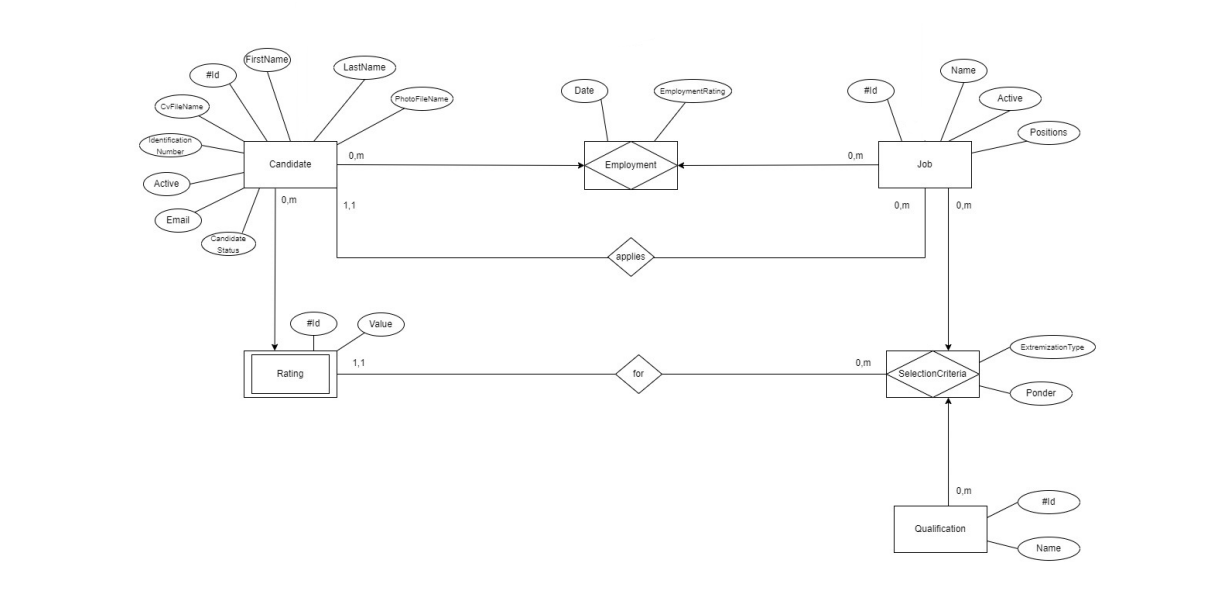 FirstName
LastName
#Id
PhotoFileName
CvFileName
Identification
Number
Active
Email
Candidate
Status
Candidate
0,m
0,m
1,1
Date
EmploymentRating
Employment
#Id
Name
Active
Positions
Job
0,m
0,m
0,m
applies
#Id
Value
Rating
1,1
for
0,m
SelectionCriteria
ExtremizationType
Ponder
0,m
Qualification
#Id
Name